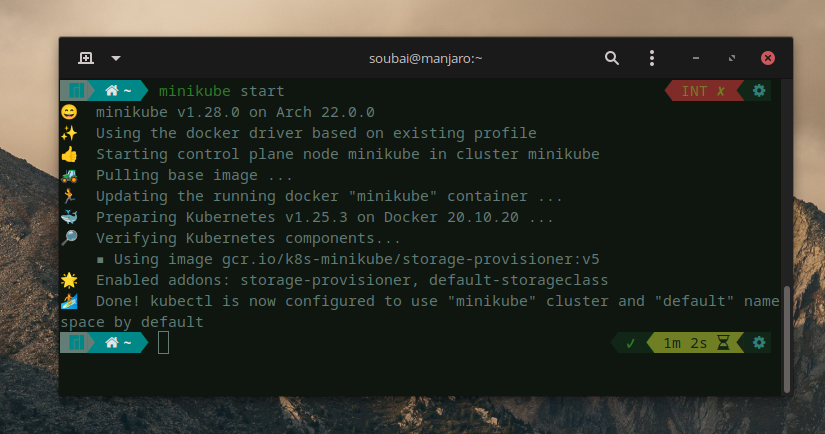 soubai@manjaro:~
~ minikube start INT ✗
😄 minikube v1.28.0 on Arch 22.0.0
✨ Using the docker driver based on existing profile
👍 Starting control plane node minikube in cluster minikube
🚜 Pulling base image ...
🏃 Updating the running docker "minikube" container ...
🐳 Preparing Kubernetes v1.25.3 on Docker 20.10.20 ...
🔎 Verifying Kubernetes components...
▪ Using image gcr.io/k8s-minikube/storage-provisioner:v5
🌟 Enabled addons: storage-provisioner, default-storageclass
🏄 Done! kubectl is now configured to use "minikube" cluster and "default" name
space by default
~ ✓ 1m 2s